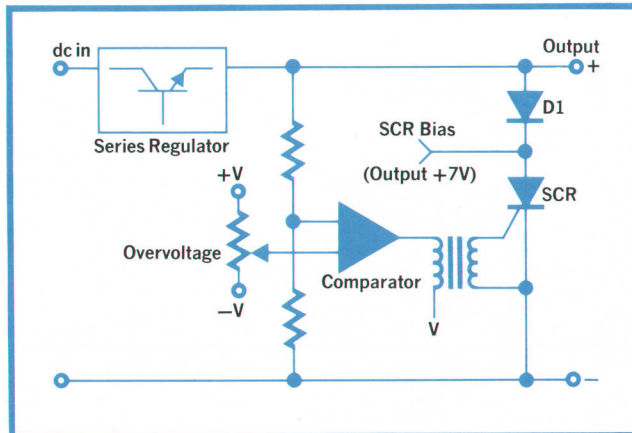 dc in
Output
+
D1
SCR Bias
(Output +7V)
SCR
Series Regulator
+V
Overvoltage
Comparator
−V
V
−